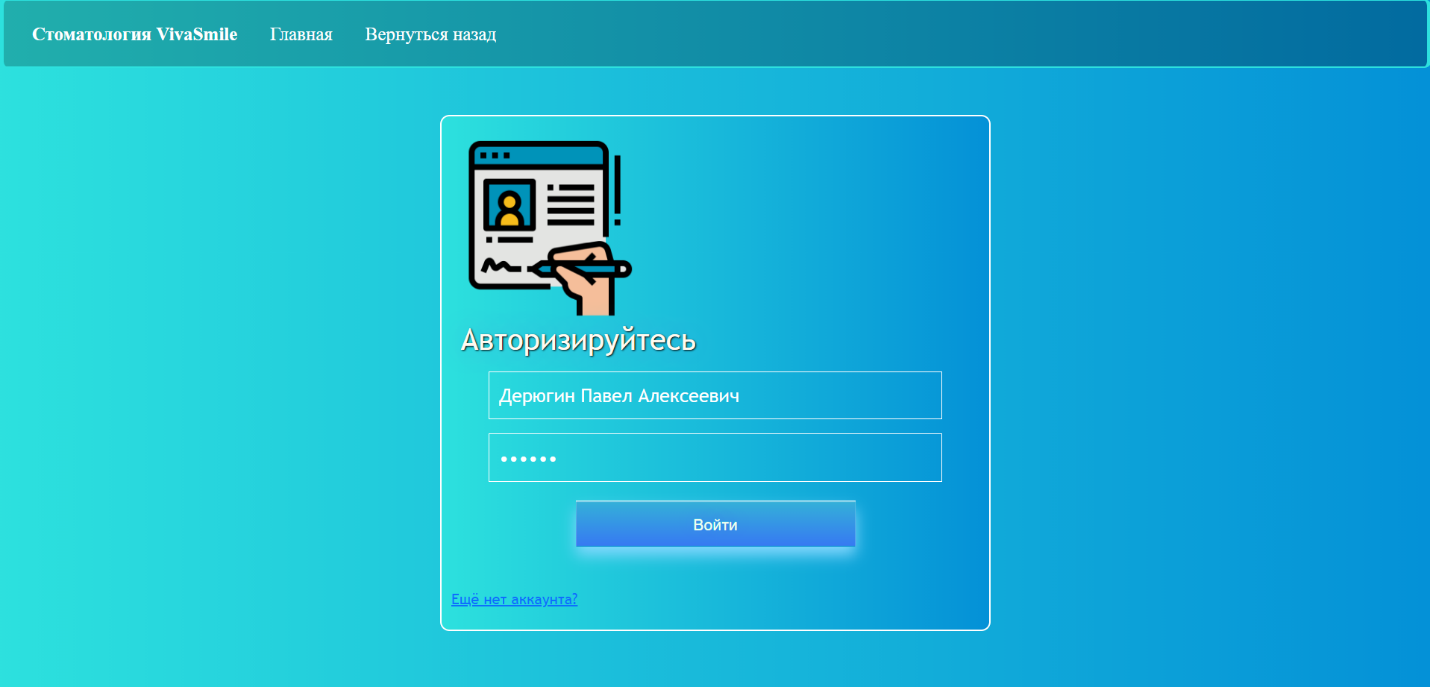 Стоматология VivaSmile Главная Вернуться назад
Авторизируйтесь
Дерюгин Павел Алексеевич
••••••
Войти
Ещё нет аккаунта?